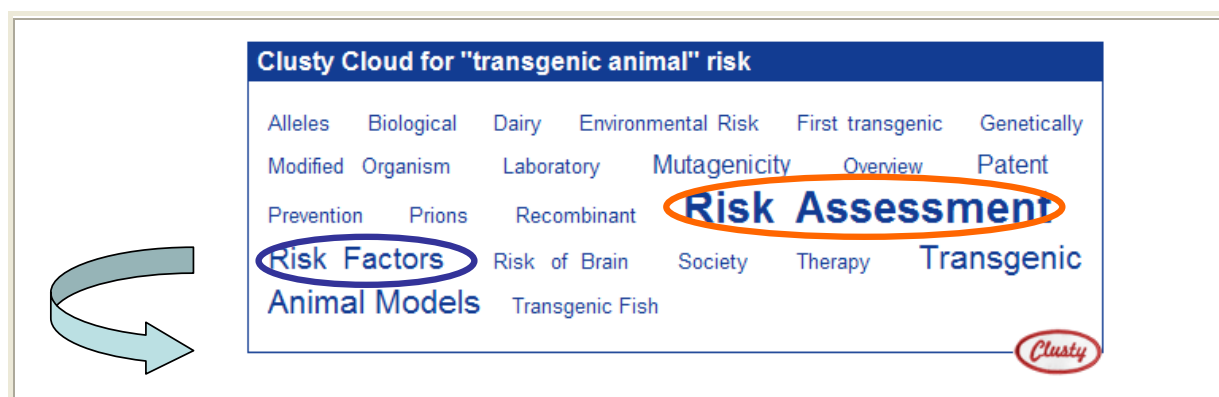 Clusty Cloud for "transgenic animal" risk
Alleles Biological Dairy Environmental Risk First transgenic Genetically
Modified Organism Laboratory Mutagenicity Overview Patent
Prevention Prions Recombinant Risk Assessment
Risk Factors Risk of Brain Society Therapy Transgenic
Animal Models Transgenic Fish
Clusty